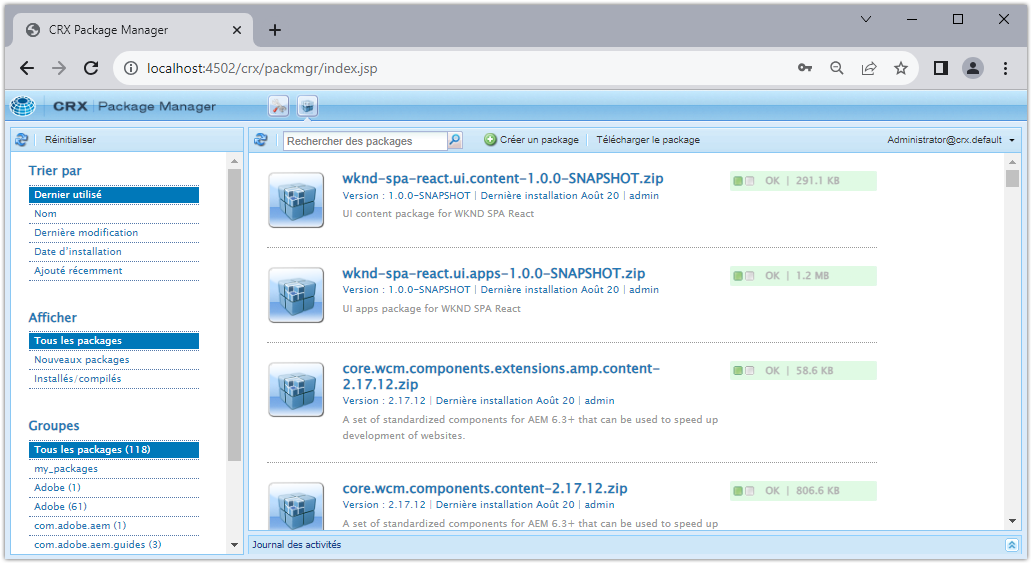 CRX Package Manager
localhost:4502/crx/packmgr/index.jsp
CRX | Package Manager
Réinitialiser
Rechercher des packages
Créer un package
Télécharger le package
Administrator@crx.default
Trier par
Dernier utilisé
Nom
Dernière modification
Date d'installation
Ajouté récemment
Afficher
Tous les packages
Nouveaux packages
Installés/compilés
Groupes
Tous les packages (118)
my_packages
Adobe (1)
Adobe (61)
com.adobe.aem (1)
com.adobe.aem.guides (3)
wknd-spa-react.ui.content-1.0.0-SNAPSHOT.zip
Version : 1.0.0-SNAPSHOT | Dernière installation Août 20 | admin
UI content package for WKND SPA React
OK | 291.1 KB
wknd-spa-react.ui.apps-1.0.0-SNAPSHOT.zip
Version : 1.0.0-SNAPSHOT | Dernière installation Août 20 | admin
UI apps package for WKND SPA React
OK | 1.2 MB
core.wcm.components.extensions.amp.content-
2.17.12.zip
Version : 2.17.12 | Dernière installation Août 20 | admin
A set of standardized components for AEM 6.3+ that can be used to speed up
development of websites.
OK | 58.6 KB
core.wcm.components.content-2.17.12.zip
Version : 2.17.12 | Dernière installation Août 20 | admin
A set of standardized components for AEM 6.3+ that can be used to speed up
OK | 806.6 KB
Journal des activités